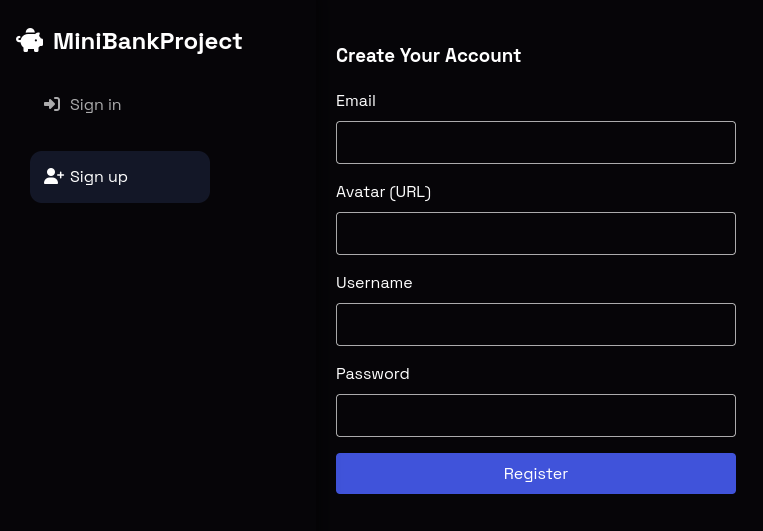 MiniBankProject
Sign in
Sign up
Create Your Account
Email
Avatar (URL)
Username
Password
Register